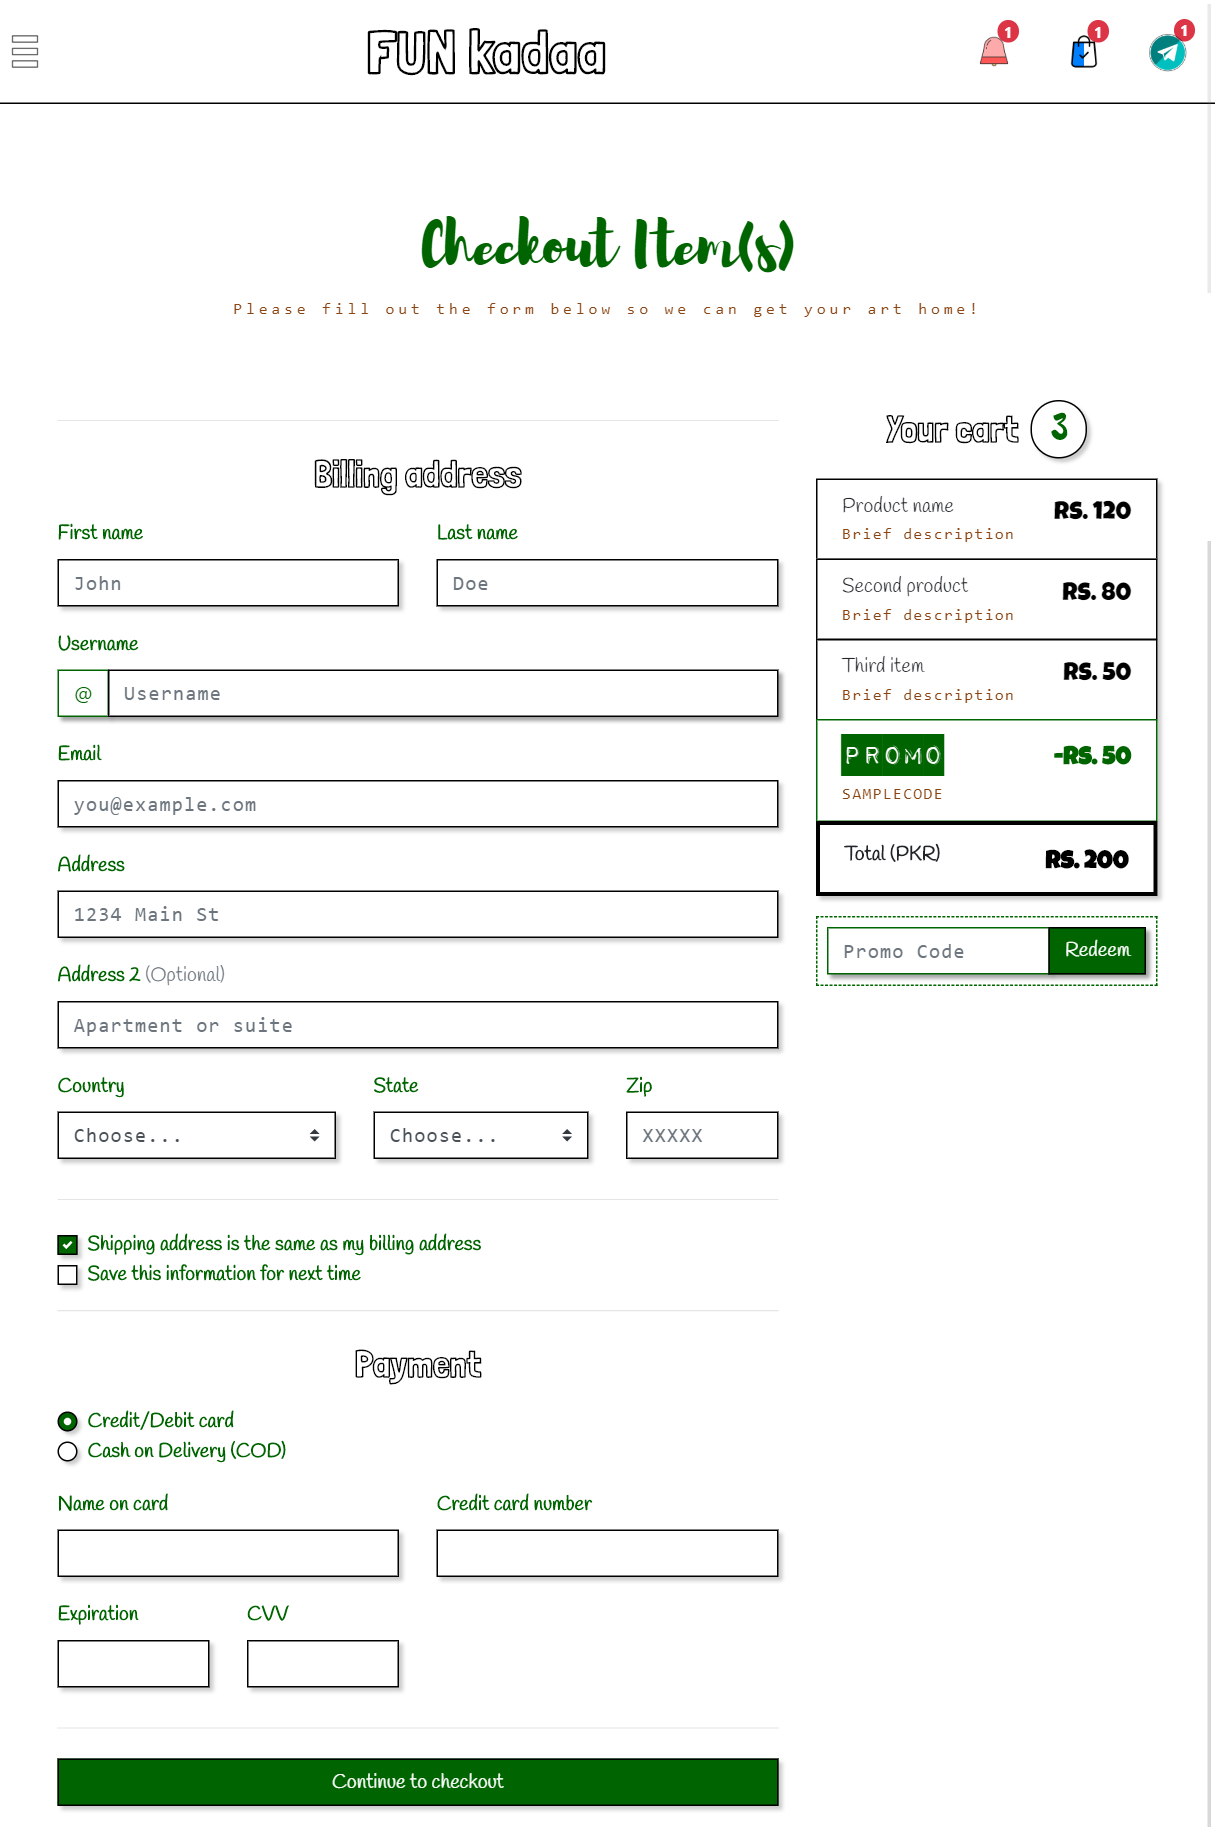 FUN kadaa
1
1
1
Checkout Item(s)
Please fill out the form below so we can get your art home!
Billing address
First name
Last name
John
Doe
Username
@
Username
Email
you@example.com
Address
1234 Main St
Address 2 (Optional)
Apartment or suite
Country
State
Zip
Choose...
Choose...
XXXXX
Shipping address is the same as my billing address
Save this information for next time
Payment
Credit/Debit card
Cash on Delivery (COD)
Name on card
Credit card number
Expiration
CVV
Continue to checkout
Your cart 3
Product name
RS. 120
Brief description
Second product
RS. 80
Brief description
Third item
RS. 50
Brief description
PROMO
-RS. 50
SAMPLECODE
Total (PKR)
RS. 200
Promo Code
Redeem